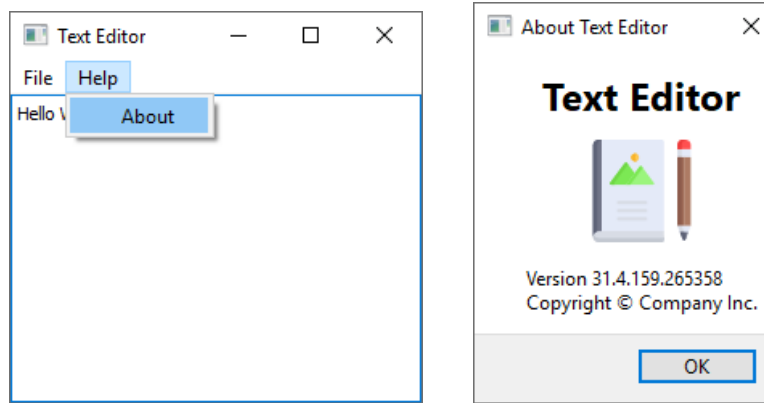 Text Editor
File Help
Hello
About
About Text Editor
Text Editor
Version 31.4.159.265358
Copyright © Company Inc.
OK